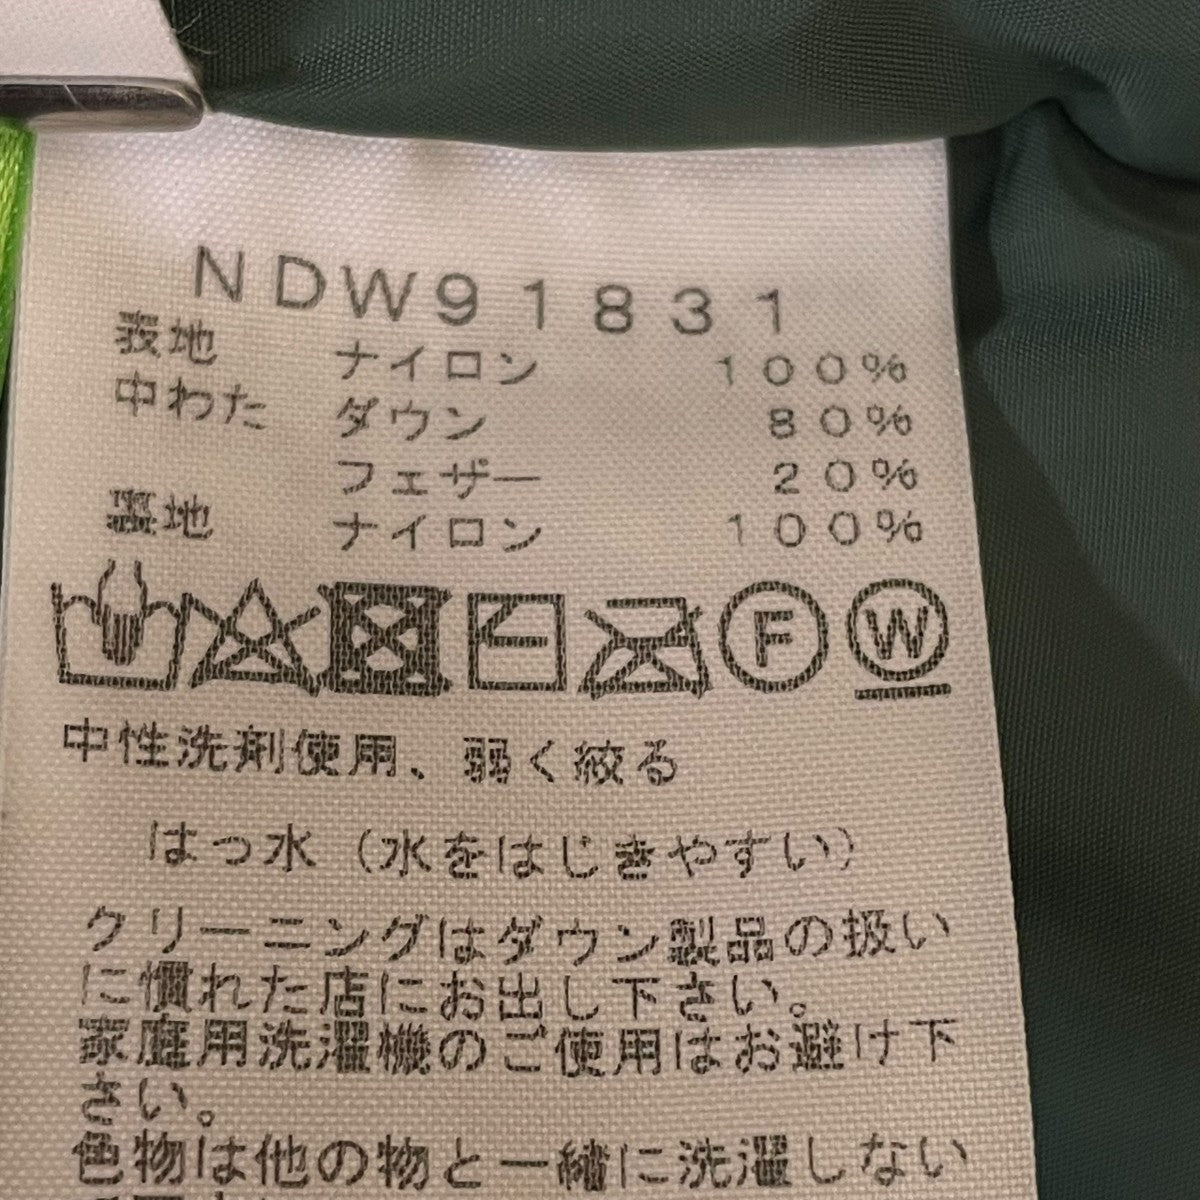 NDW91831
表地 ナイロン 100%
中わた ダウン 80%
フェザー 20%
裏地 ナイロン 100%
F W
中性洗剤使用、弱く絞る
はっ水（水をはじきやすい）
クリーニングはダウン製品の扱い
に慣れた店にお出し下さい。
家庭用洗濯機のご使用はお避け下
さい。
色物は他の物と一緒に洗濯しない